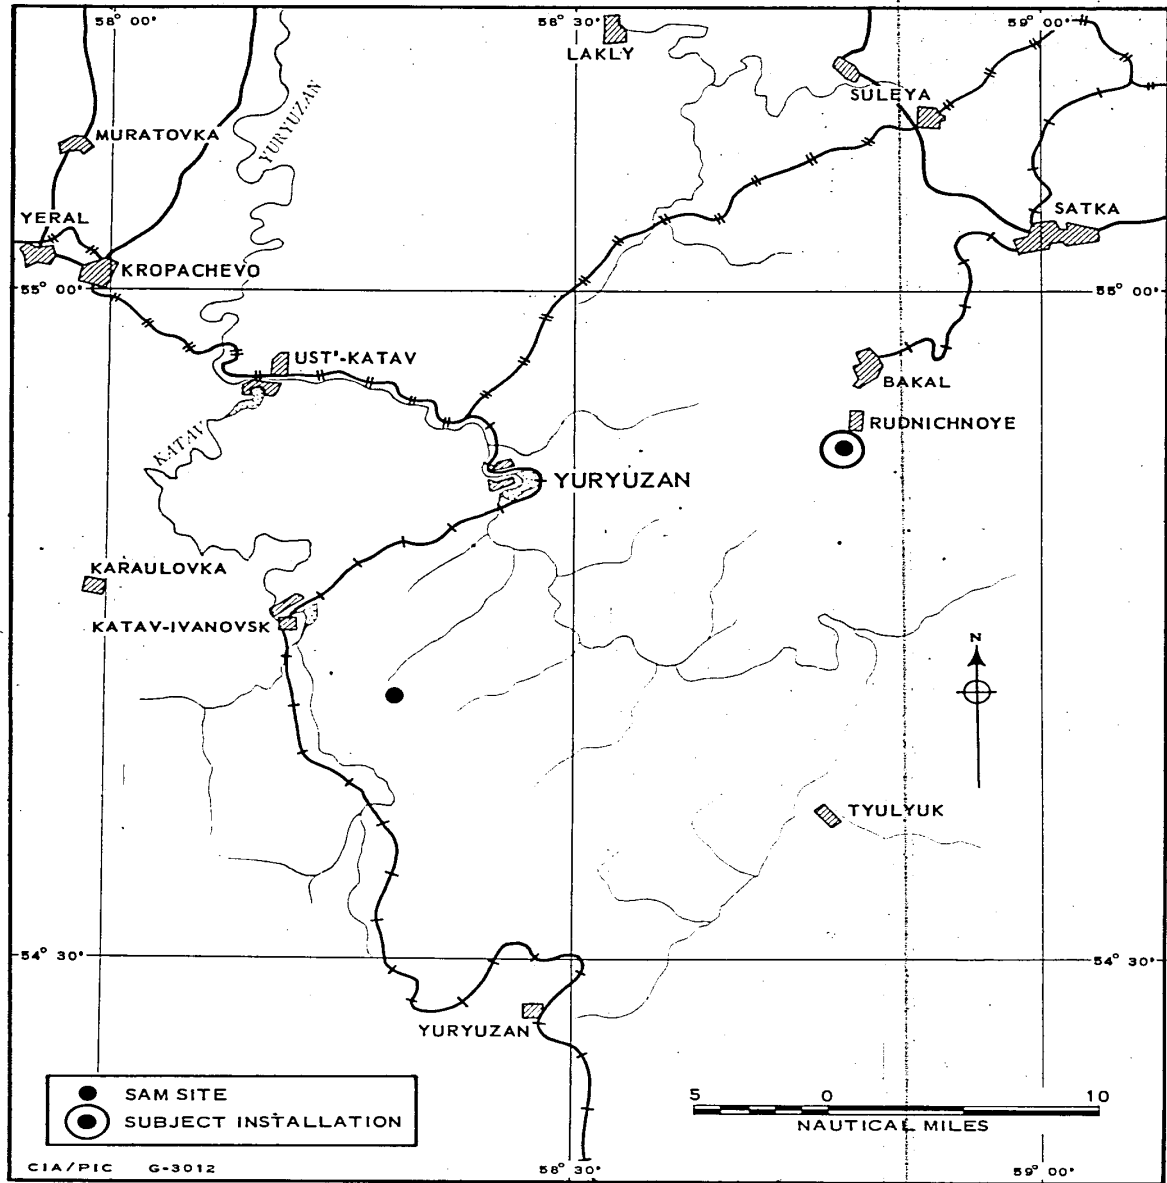 58° 00'
58° 30'
59° 00'
LAKLY
SULEYA
YURYUZAN
MURATOVKA
YERAL
SATKA
KROPACHEVO
55° 00'
55° 00'
UST'-KATAV
BAKAL
RUDNICHNOYE
KATAV
YURYUZAN
KARAULOVKA
KATAV-IVANOVSK
N
TYULYUK
54° 30'
54° 30'
YURYUZAN
SAM SITE
SUBJECT INSTALLATION
5 0 10
NAUTICAL MILES
CIA/PIC G-3012
58° 30'
59° 00'